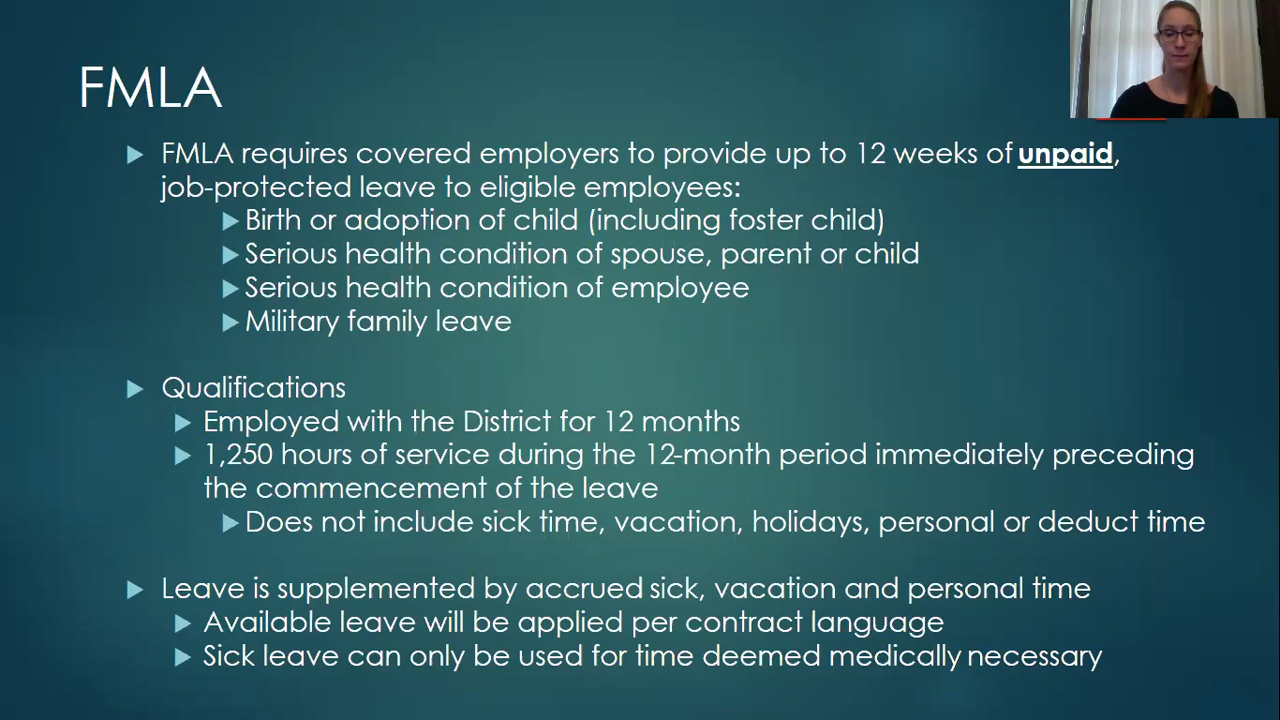 FMLA
FMLA requires covered employers to provide up to 12 weeks of unpaid,
job-protected leave to eligible employees:
Birth or adoption of child (including foster child)
Serious health condition of spouse, parent or child
Serious health condition of employee
Military family leave
Qualifications
Employed with the District for 12 months
1,250 hours of service during the 12-month period immediately preceding
the commencement of the leave
Does not include sick time, vacation, holidays, personal or deduct time
Leave is supplemented by accrued sick, vacation and personal time
Available leave will be applied per contract language
Sick leave can only be used for time deemed medically necessary